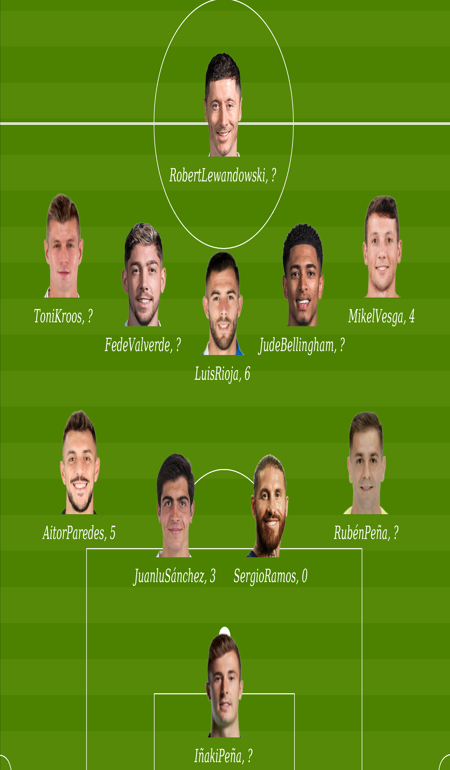 RobertLewandowski, ?
ToniKroos, ?
MikelVesga, 4
FedeValverde, ?
JudeBellingham, ?
LuisRioja, 6
AitorParedes, 5
RubénPeña, ?
JuanluSánchez, 3
SergioRamos, 0
IñakiPeña, ?